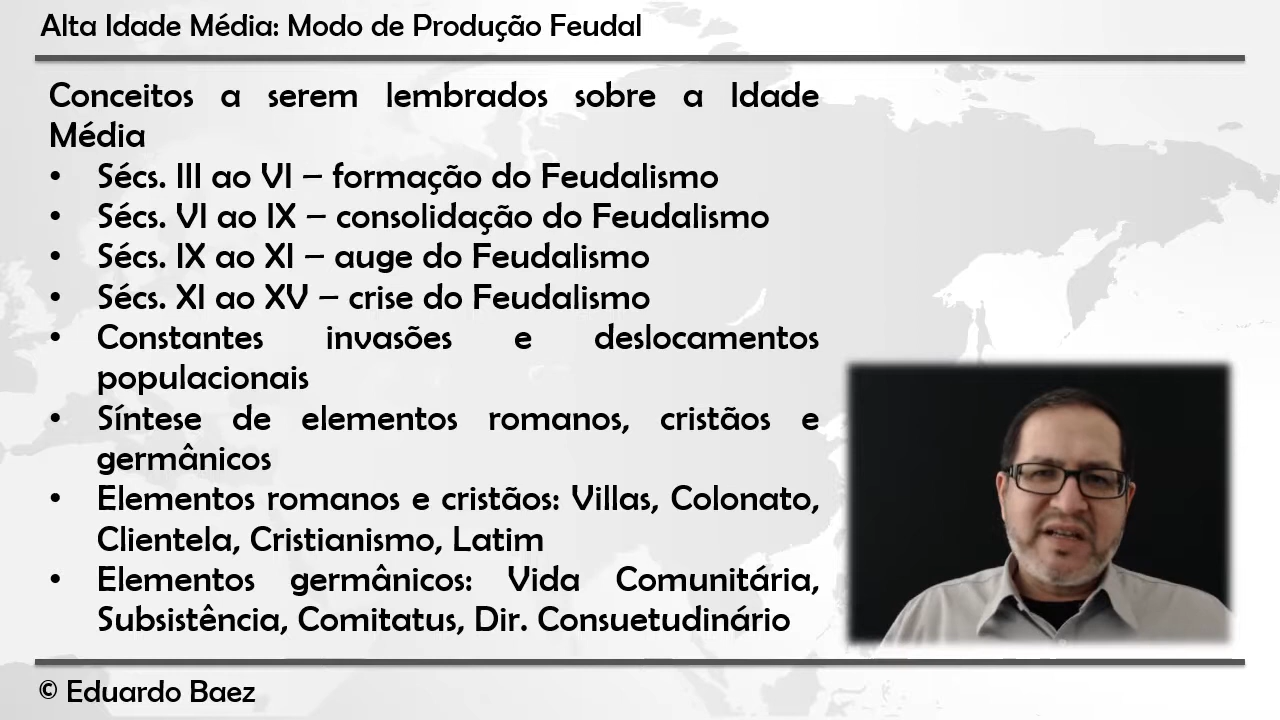 Alta Idade Média: Modo de Produção Feudal
Conceitos a serem lembrados sobre a Idade
Média
• Sécs. III ao VI – formação do Feudalismo
• Sécs. VI ao IX – consolidação do Feudalismo
• Sécs. IX ao XI – auge do Feudalismo
• Sécs. XI ao XV – crise do Feudalismo
• Constantes invasões e deslocamentos
populacionais
• Síntese de elementos romanos, cristãos e
germânicos
• Elementos romanos e cristãos: Villas, Colonato,
Clientela, Cristianismo, Latim
• Elementos germânicos: Vida Comunitária,
Subsistência, Comitatus, Dir. Consuetudinário
© Eduardo Baez